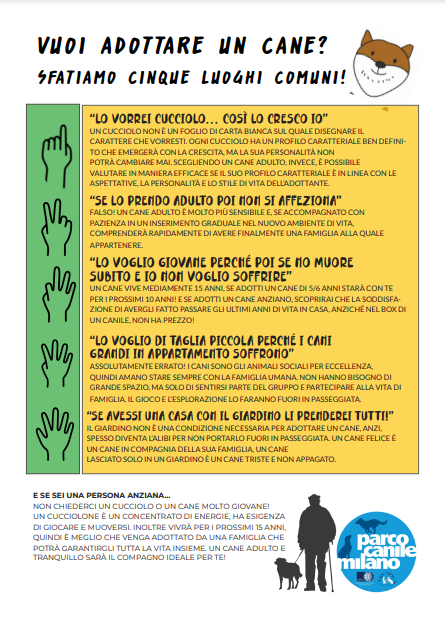 VUOI ADOTTARE UN CANE?
SFATIAMO CINQUE LUOGHI COMUNI!
"LO VORREI CUCCIOLO... COSÌ LO CRESCO IO"
UN CUCCIOLO NON È UN FOGLIO DI CARTA BIANCA SUL QUALE DISEGNARE IL
CARATTERE CHE VORRESTI. OGNI CUCCIOLO HA UN PROFILO CARATTERIALE BEN DEFINI-
TO CHE EMERGERÀ CON LA CRESCITA, MA LA SUA PERSONALITÀ NON
POTRÀ CAMBIARE MAI. SCEGLIENDO UN CANE ADULTO, INVECE, È POSSIBILE
VALUTARE IN MANIERA EFFICACE SE IL SUO PROFILO CARATTERIALE È IN LINEA CON LE
ASPETTATIVE, LA PERSONALITÀ E LO STILE DI VITA DELL'ADOTTANTE.
"SE LO PRENDO ADULTO POI NON SI AFFEZIONA"
FALSO! UN CANE ADULTO È MOLTO PIÙ SENSIBILE E, SE ACCOMPAGNATO CON
PAZIENZA IN UN INSERIMENTO GRADUALE NEL NUOVO AMBIENTE DI VITA,
COMPRENDERÀ RAPIDAMENTE DI AVERE FINALMENTE UNA FAMIGLIA ALLA QUALE
APPARTENERE.
"LO VOGLIO GIOVANE PERCHÉ POI SE NO MUORE
SUBITO E IO NON VOGLIO SOFFRIRE"
UN CANE VIVE MEDIAMENTE 15 ANNI, SE ADOTTI UN CANE DI 5/6 ANNI STARÀ CON TE
PER I PROSSIMI 10 ANNI! E SE ADOTTI UN CANE ANZIANO, SCOPRIRAI CHE LA SODDISFA-
ZIONE DI AVERGLI FATTO PASSARE GLI ULTIMI ANNI DI VITA IN CASA, ANZICHÉ NEL BOX DI
UN CANILE, NON HA PREZZO!
"LO VOGLIO DI TAGLIA PICCOLA PERCHÉ I CANI
GRANDI IN APPARTAMENTO SOFFRONO"
ASSOLUTAMENTE ERRATO! I CANI SONO GLI ANIMALI SOCIALI PER ECCELLENZA,
QUINDI AMANO STARE SEMPRE CON LA FAMIGLIA UMANA. NON HANNO BISOGNO DI
GRANDE SPAZIO, MA SOLO DI SENTIRSI PARTE DEL GRUPPO E PARTECIPARE ALLA VITA DI
FAMIGLIA. IL GIOCO E L'ESPLORAZIONE LO FARANNO FUORI IN PASSEGGIATA.
"SE AVESSI UNA CASA CON IL GIARDINO LI PRENDEREI TUTTI!"
IL GIARDINO NON È UNA CONDIZIONE NECESSARIA PER ADOTTARE UN CANE, ANZI,
SPESSO DIVENTA L'ALIBI PER NON PORTARLO FUORI IN PASSEGGIATA. UN CANE FELICE È
UN CANE IN COMPAGNIA DELLA SUA FAMIGLIA, UN CANE
LASCIATO SOLO IN UN GIARDINO È UN CANE TRISTE E NON APPAGATO.
E SE SEI UNA PERSONA ANZIANA...
NON CHIEDERCI UN CUCCIOLO O UN CANE MOLTO GIOVANE!
UN CUCCIOLONE È UN CONCENTRATO DI ENERGIE, HA ESIGENZA
DI GIOCARE E MUOVERSI. INOLTRE VIVRÀ PER I PROSSIMI 15 ANNI,
QUINDI È MEGLIO CHE VENGA ADOTTATO DA UNA FAMIGLIA CHE
POTRÀ GARANTIRGLI TUTTA LA VITA INSIEME. UN CANE ADULTO E
TRANQUILLO SARÀ IL COMPAGNO IDEALE PER TE!
parco
canile
milano